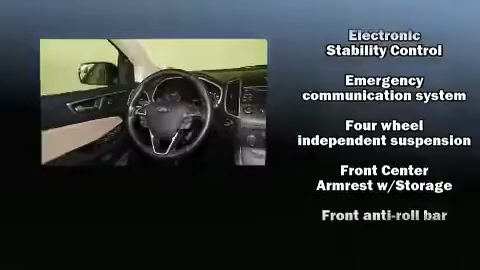 Electronic
Stability Control
Emergency
communication system
Four wheel
independent suspension
Front Center
Armrest w/Storage
Front anti-roll bar